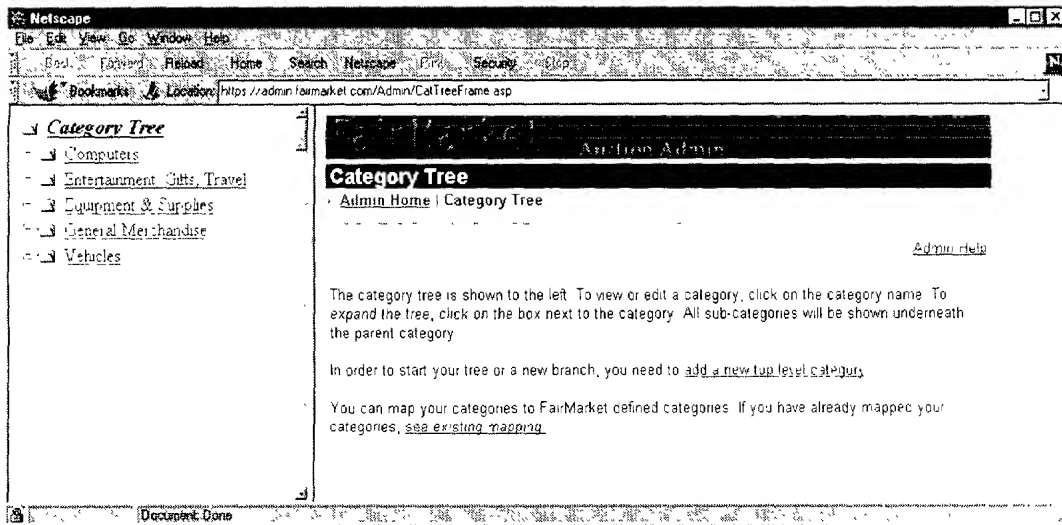 Netscape
File Edit View Go Window Help
Back Forward Reload Home Search Netscape Print Security Stop
Bookmarks Location: https //admin fairmarket com/Admin/CatTreeFrame asp
Category Tree
Computers
Entertainment Gifts, Travel
Equipment & Supplies
General Merchandise
Vehicles
FairMarket
Auction Admin
Category Tree
Admin Home | Category Tree
Admin Help
The category tree is shown to the left To view or edit a category, click on the category name To
expand the tree, click on the box next to the category All sub-categories will be shown underneath
the parent category
In order to start your tree or a new branch, you need to add a new top level category
You can map your categories to FairMarket defined categories If you have already mapped your
categories, see existing mapping
Document: Done